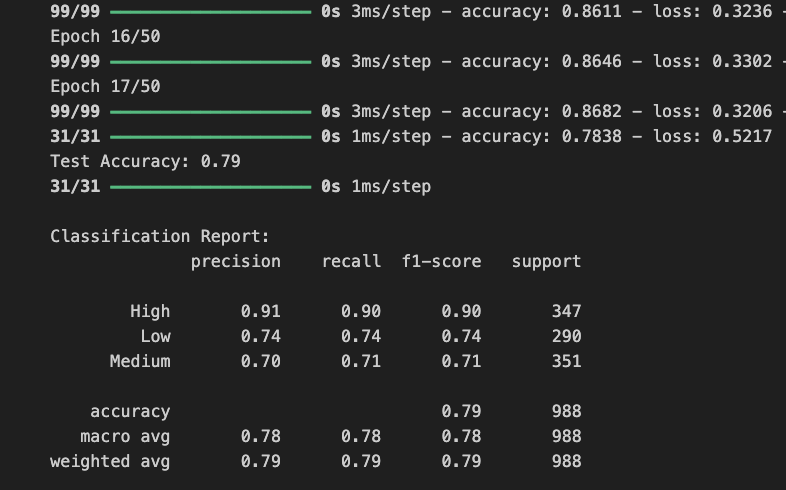 99/99 ━━━━━━━━━━━━━━━━━━━━ 0s 3ms/step - accuracy: 0.8611 - loss: 0.3236 -
Epoch 16/50
99/99 ━━━━━━━━━━━━━━━━━━━━ 0s 3ms/step - accuracy: 0.8646 - loss: 0.3302 -
Epoch 17/50
99/99 ━━━━━━━━━━━━━━━━━━━━ 0s 3ms/step - accuracy: 0.8682 - loss: 0.3206 -
31/31 ━━━━━━━━━━━━━━━━━━━━ 0s 1ms/step - accuracy: 0.7838 - loss: 0.5217
Test Accuracy: 0.79
31/31 ━━━━━━━━━━━━━━━━━━━━ 0s 1ms/step
Classification Report:
precision recall f1-score support
High 0.91 0.90 0.90 347
Low 0.74 0.74 0.74 290
Medium 0.70 0.71 0.71 351
accuracy 0.79 988
macro avg 0.78 0.78 0.78 988
weighted avg 0.79 0.79 0.79 988